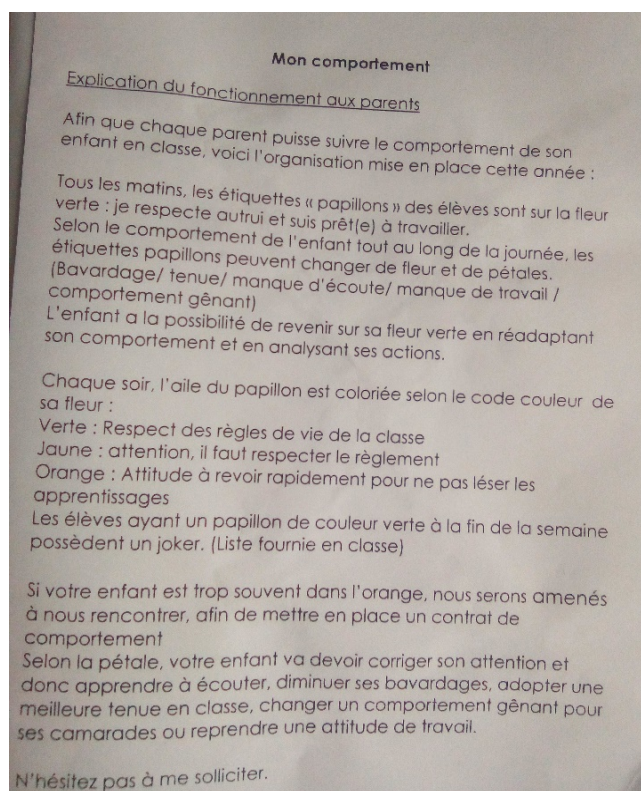 Mon comportement
Explication du fonctionnement aux parents
Afin que chaque parent puisse suivre le comportement de son
enfant en classe, voici l'organisation mise en place cette année :
Tous les matins, les étiquettes « papillons » des élèves sont sur la fleur
verte : je respecte autrui et suis prêt(e) à travailler.
Selon le comportement de l'enfant tout au long de la journée, les
étiquettes papillons peuvent changer de fleur et de pétales.
(Bavardage/ tenue/ manque d'écoute/ manque de travail /
comportement gênant)
L'enfant a la possibilité de revenir sur sa fleur verte en réadaptant
son comportement et en analysant ses actions.
Chaque soir, l'aile du papillon est coloriée selon le code couleur de
sa fleur :
Verte : Respect des règles de vie de la classe
Jaune : attention, il faut respecter le règlement
Orange : Attitude à revoir rapidement pour ne pas léser les
apprentissages
Les élèves ayant un papillon de couleur verte à la fin de la semaine
possèdent un joker. (Liste fournie en classe)
Si votre enfant est trop souvent dans l'orange, nous serons amenés
à nous rencontrer, afin de mettre en place un contrat de
comportement
Selon la pétale, votre enfant va devoir corriger son attention et
donc apprendre à écouter, diminuer ses bavardages, adopter une
meilleure tenue en classe, changer un comportement gênant pour
ses camarades ou reprendre une attitude de travail.
N'hésitez pas à me solliciter.